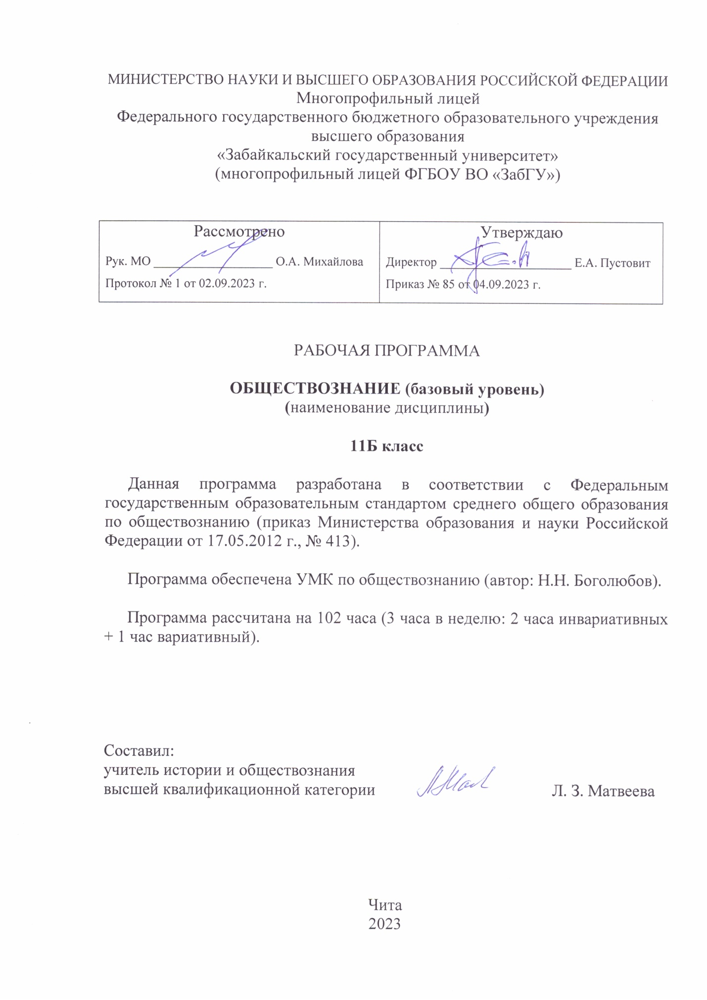 МИНИСТЕРСТВО НАУКИ И ВЫСШЕГО ОБРАЗОВАНИЯ РОССИЙСКОЙ ФЕДЕРАЦИИ
Многопрофильный лицей
Федерального государственного бюджетного образовательного учреждения
высшего образования
«Забайкальский государственный университет»
(многопрофильный лицей ФГБОУ ВО «ЗабГУ»)
Рассмотрено
Рук. МО ___________________ О.А. Михайлова
Протокол № 1 от 02.09.2023 г.
Утверждаю
Директор _____________________ Е.А. Пустовит
Приказ № 85 от 04.09.2023 г.
РАБОЧАЯ ПРОГРАММА
ОБЩЕСТВОЗНАНИЕ (базовый уровень)
(наименование дисциплины)
11Б класс
Данная программа разработана в соответствии с Федеральным
государственным образовательным стандартом среднего общего образования
по обществознанию (приказ Министерства образования и науки Российской
Федерации от 17.05.2012 г., № 413).
Программа обеспечена УМК по обществознанию (автор: Н.Н. Боголюбов).
Программа рассчитана на 102 часа (3 часа в неделю: 2 часа инвариативных
+ 1 час вариативный).
Составил:
учитель истории и обществознания
высшей квалификационной категории
Л. З. Матвеева
Чита
2023